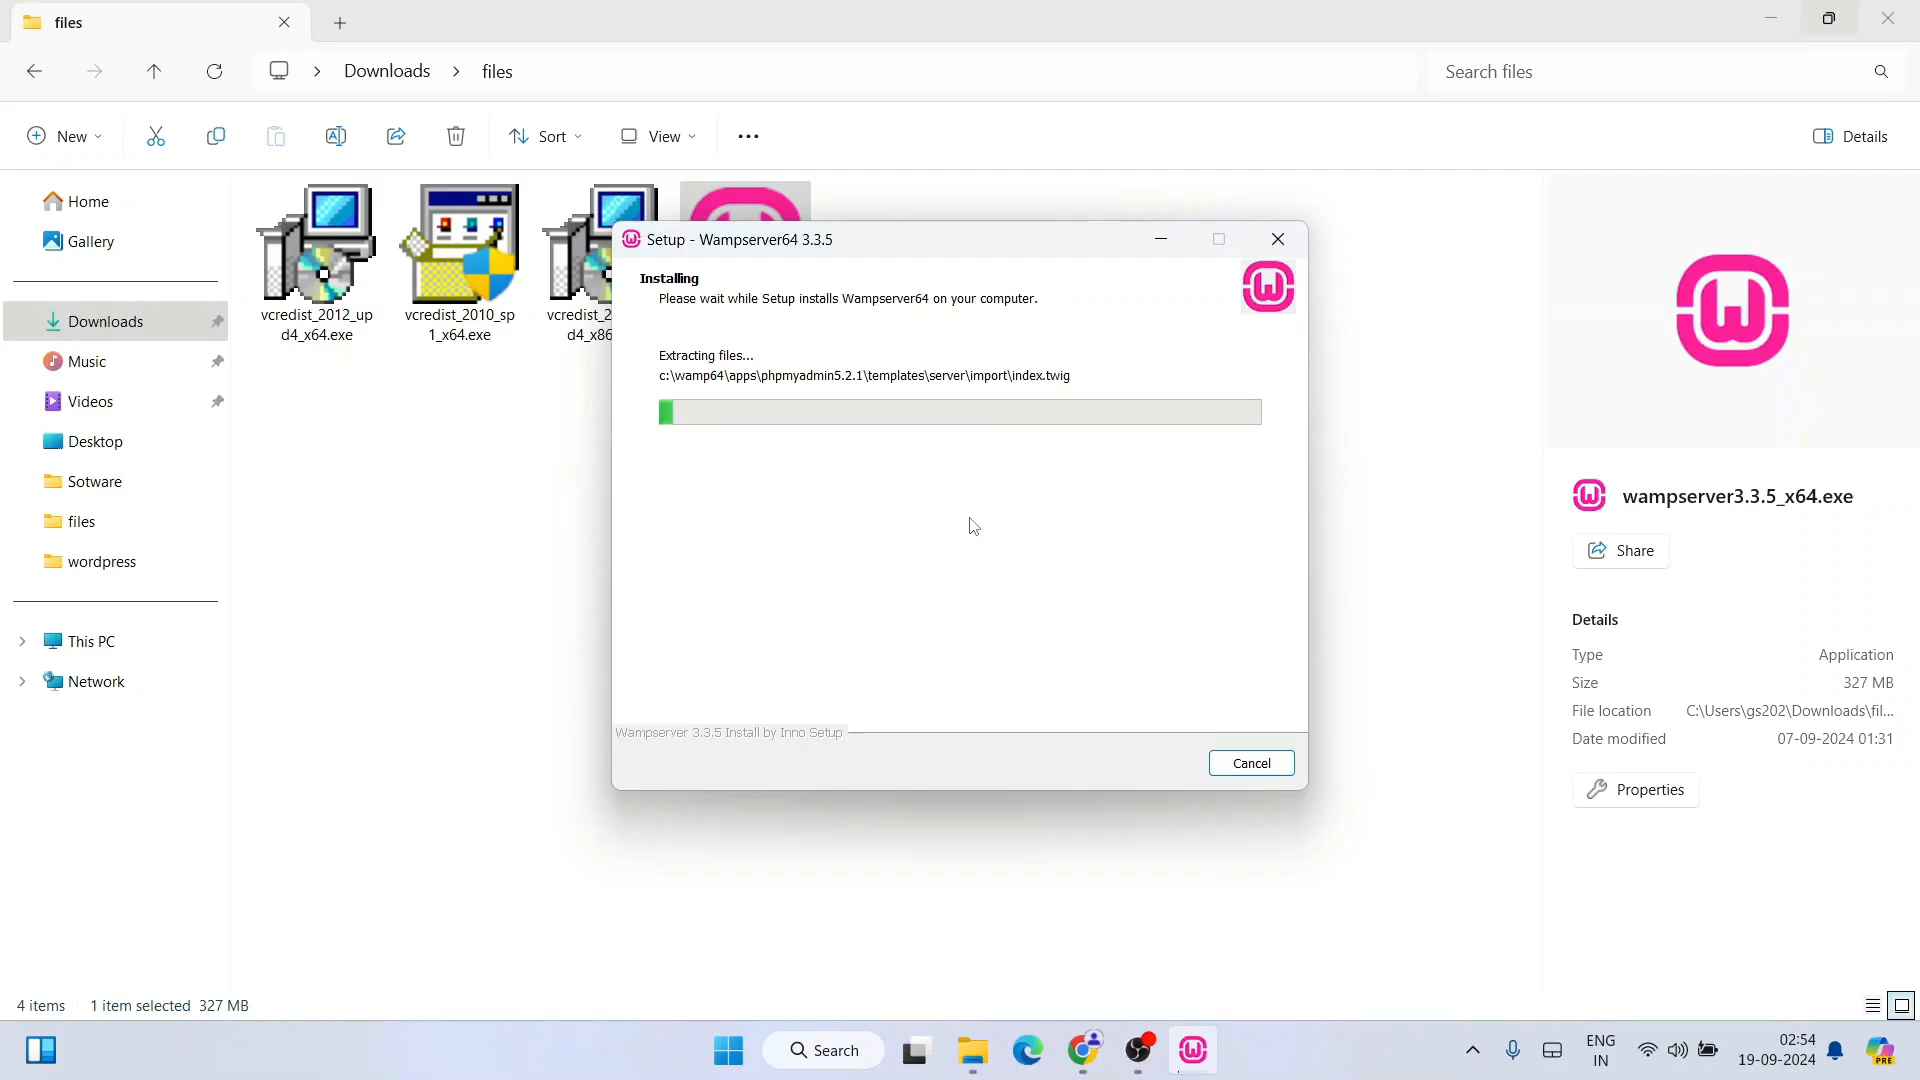 files
Downloads
files
Search files
New
Sort
View
Details
Home
Gallery
Downloads
Music
Videos
Desktop
Sotware
files
wordpress
This PC
Network
vcredist_2012_up
d4_x64.exe
vcredist_2010_sp
1_x64.exe
vcredist_2
d4_x86
Setup - Wampserver64 3.3.5
Installing
Please wait while Setup installs Wampserver64 on your computer.
Extracting files...
c:\wamp64\apps\phpmyadmin5.2.1\templates\server\import\index.twig
Wampserver 3.3.5 Install by Inno Setup
Cancel
wampserver3.3.5_x64.exe
Share
Details
Type Application
Size 327 MB
File location C:\Users\gs202\Downloads\fil...
Date modified 07-09-2024 01:31
Properties
4 items 1 item selected 327 MB
Search
ENG
IN
02:54
19-09-2024
PRE